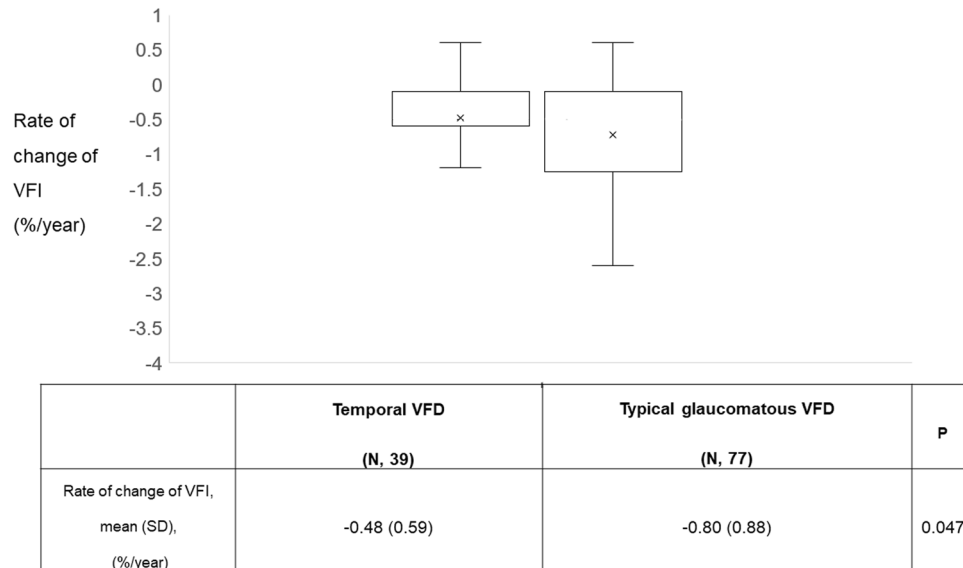 1
0.5
0
-0.5
-1
-1.5
-2
-2.5
-3
-3.5
-4
Rate of
change of
VFI
(%/year)
Temporal VFD
(N, 39)
Typical glaucomatous VFD
(N, 77)
P
Rate of change of VFI,
mean (SD),
(%/year)
-0.48 (0.59)
-0.80 (0.88)
0.047